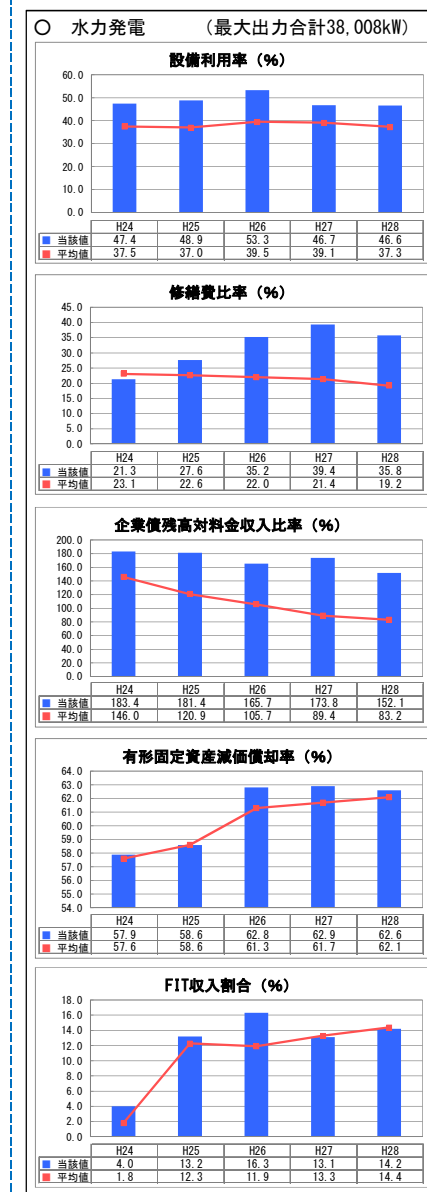 ○ 水力発電 （最大出力合計38,008kW）
設備利用率（%）
60.0
50.0
40.0
30.0
20.0
10.0
0.0
H24 H25 H26 H27 H28
当該値 47.4 48.9 53.3 46.7 46.6
平均値 37.5 37.0 39.5 39.1 37.3
修繕費比率（%）
45.0
40.0
35.0
30.0
25.0
20.0
15.0
10.0
5.0
0.0
H24 H25 H26 H27 H28
当該値 21.3 27.6 35.2 39.4 35.8
平均値 23.1 22.6 22.0 21.4 19.2
企業債残高対料金収入比率（%）
200.0
180.0
160.0
140.0
120.0
100.0
80.0
60.0
40.0
20.0
0.0
H24 H25 H26 H27 H28
当該値 183.4 181.4 165.7 173.8 152.1
平均値 146.0 120.9 105.7 89.4 83.2
有形固定資産減価償却率（%）
64.0
63.0
62.0
61.0
60.0
59.0
58.0
57.0
56.0
55.0
54.0
H24 H25 H26 H27 H28
当該値 57.9 58.6 62.8 62.9 62.6
平均値 57.6 58.6 61.3 61.7 62.1
FIT収入割合（%）
18.0
16.0
14.0
12.0
10.0
8.0
6.0
4.0
2.0
0.0
H24 H25 H26 H27 H28
当該値 4.0 13.2 16.3 13.1 14.2
平均値 1.8 12.3 11.9 13.3 14.4